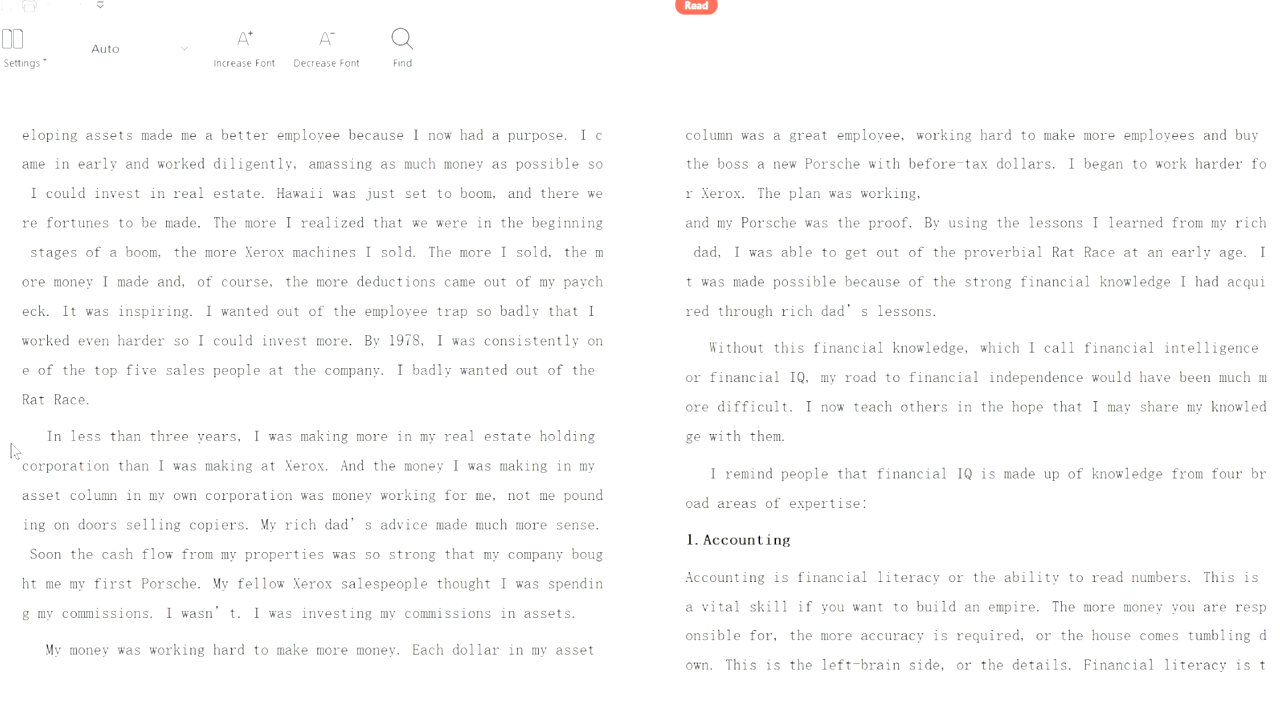 Read
Settings
Auto
Increase Font
Decrease Font
Find
eloping assets made me a better employee because I now had a purpose. I c
ame in early and worked diligently, amassing as much money as possible so
I could invest in real estate. Hawaii was just set to boom, and there we
re fortunes to be made. The more I realized that we were in the beginning
stages of a boom, the more Xerox machines I sold. The more I sold, the m
ore money I made and, of course, the more deductions came out of my paych
eck. It was inspiring. I wanted out of the employee trap so badly that I
worked even harder so I could invest more. By 1978, I was consistently on
e of the top five sales people at the company. I badly wanted out of the
Rat Race.
In less than three years, I was making more in my real estate holding
corporation than I was making at Xerox. And the money I was making in my
asset column in my own corporation was money working for me, not me pound
ing on doors selling copiers. My rich dad’s advice made much more sense.
Soon the cash flow from my properties was so strong that my company boug
ht me my first Porsche. My fellow Xerox salespeople thought I was spendin
g my commissions. I wasn’t. I was investing my commissions in assets.
My money was working hard to make more money. Each dollar in my asset
column was a great employee, working hard to make more employees and buy
the boss a new Porsche with before-tax dollars. I began to work harder fo
r Xerox. The plan was working,
and my Porsche was the proof. By using the lessons I learned from my rich
dad, I was able to get out of the proverbial Rat Race at an early age. I
t was made possible because of the strong financial knowledge I had acqui
red through rich dad’s lessons.
Without this financial knowledge, which I call financial intelligence
or financial IQ, my road to financial independence would have been much m
ore difficult. I now teach others in the hope that I may share my knowled
ge with them.
I remind people that financial IQ is made up of knowledge from four br
oad areas of expertise:
1. Accounting
Accounting is financial literacy or the ability to read numbers. This is
a vital skill if you want to build an empire. The more money you are resp
onsible for, the more accuracy is required, or the house comes tumbling d
own. This is the left-brain side, or the details. Financial literacy is t